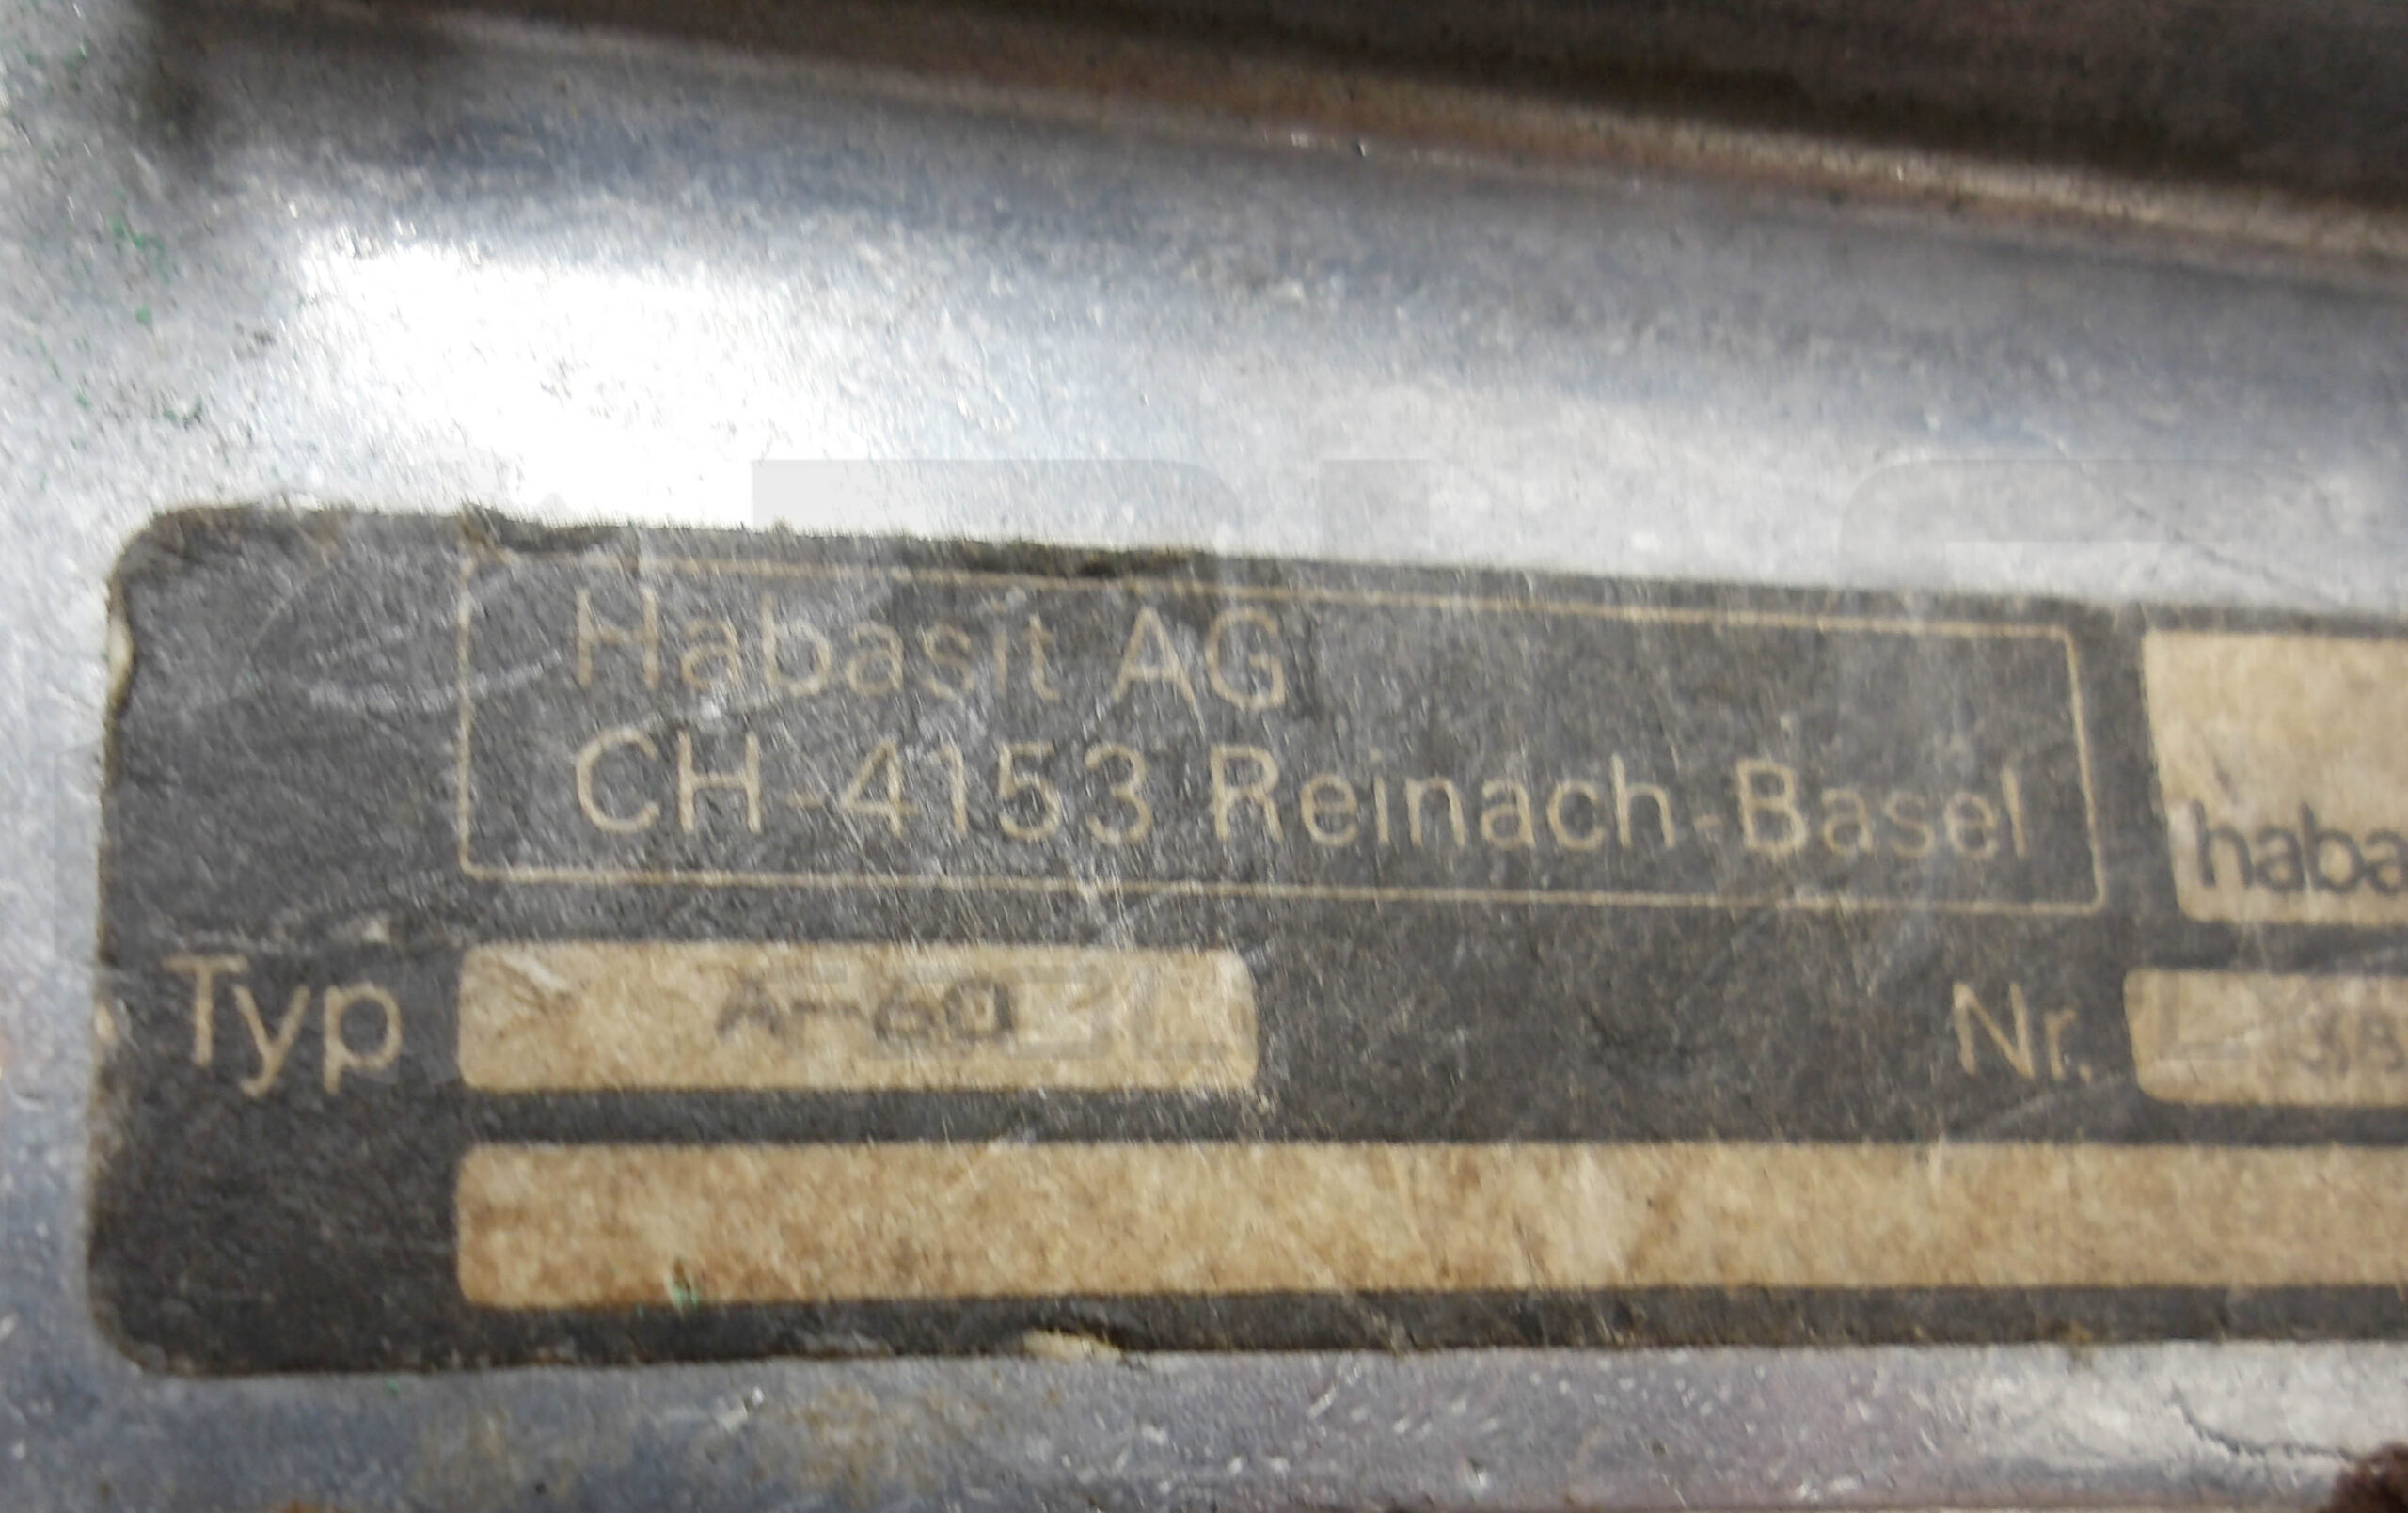 Habasit AG
CH-4153 Reinach-Basel
haba
Typ A-60
Nr.